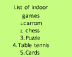 List of indoor
games
1.carrom
2. chess
3.Puzzle
4.Table tennis
5.Cards